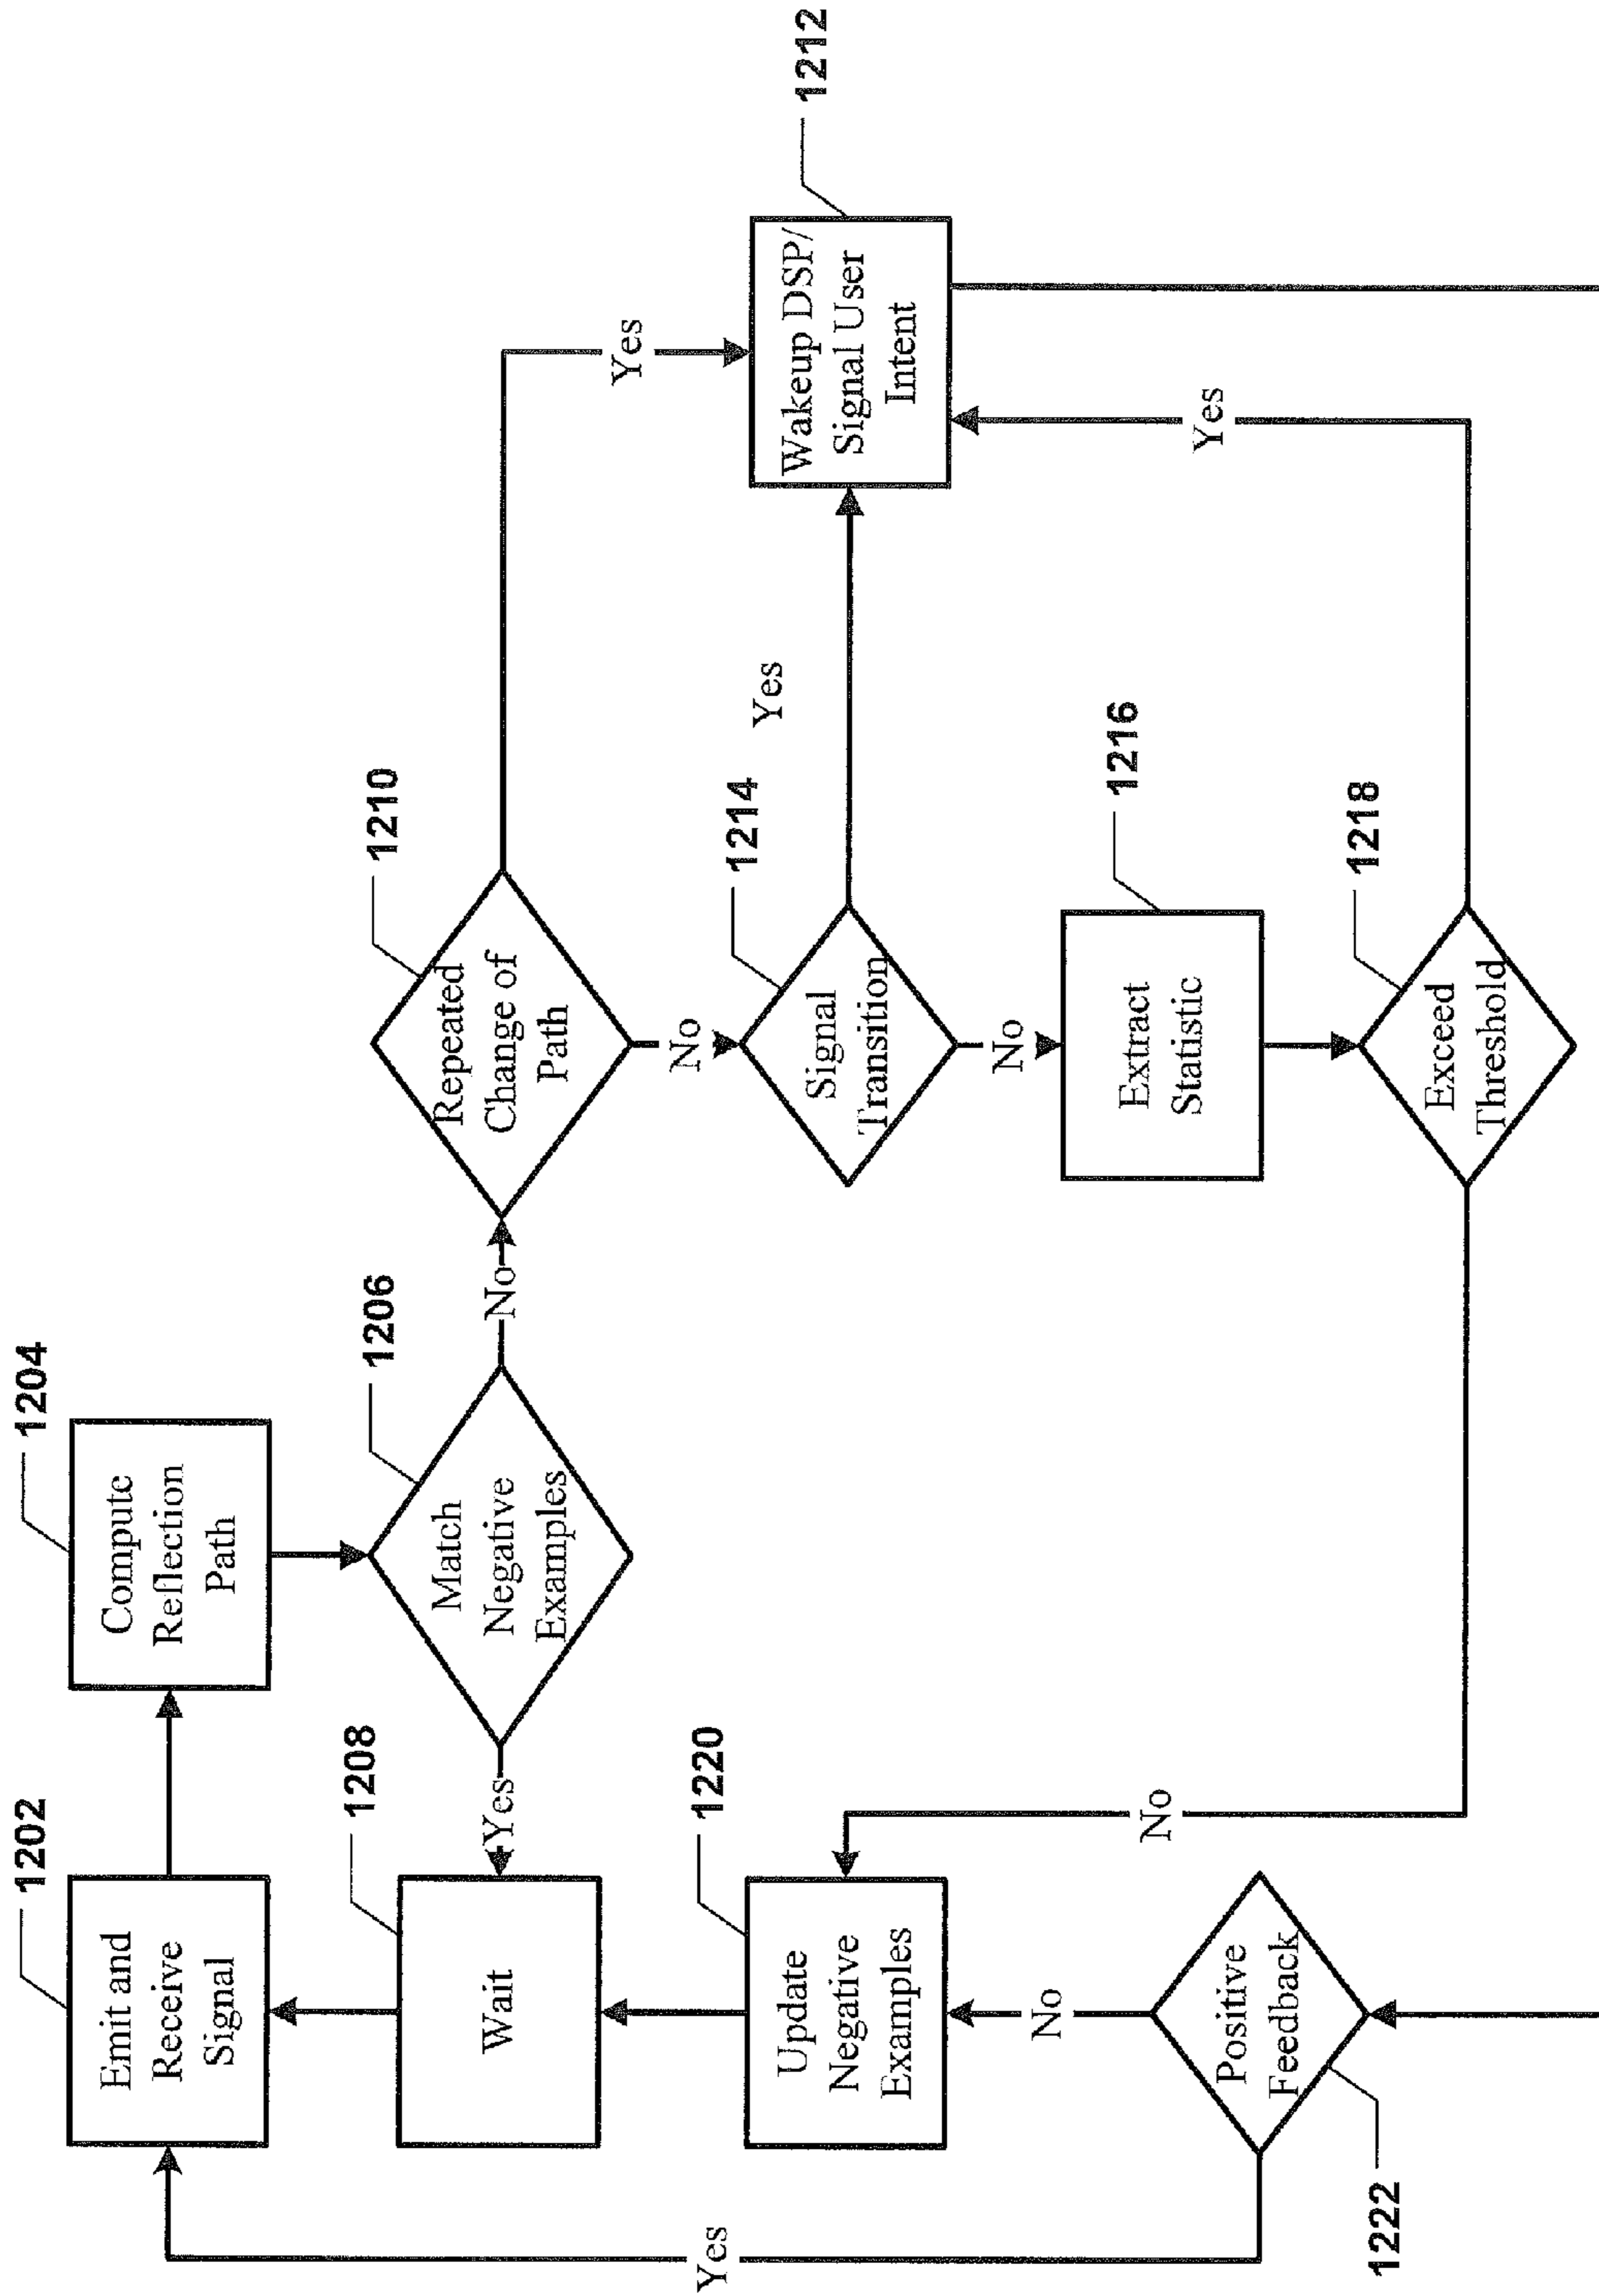 1202
Emit and
Receive
Signal
1204
Compute
Reflection
Path
1206
Match
Negative
Examples
Yes
No
1208
Wait
1210
Repeated
Change of
Path
Yes
No
1212
Wakeup DSP/
Signal User
Intent
1214
Signal
Transition
Yes
No
1216
Extract
Statistic
1218
Exceed
Threshold
Yes
No
1220
Update
Negative
Examples
No
1222
Positive
Feedback
Yes